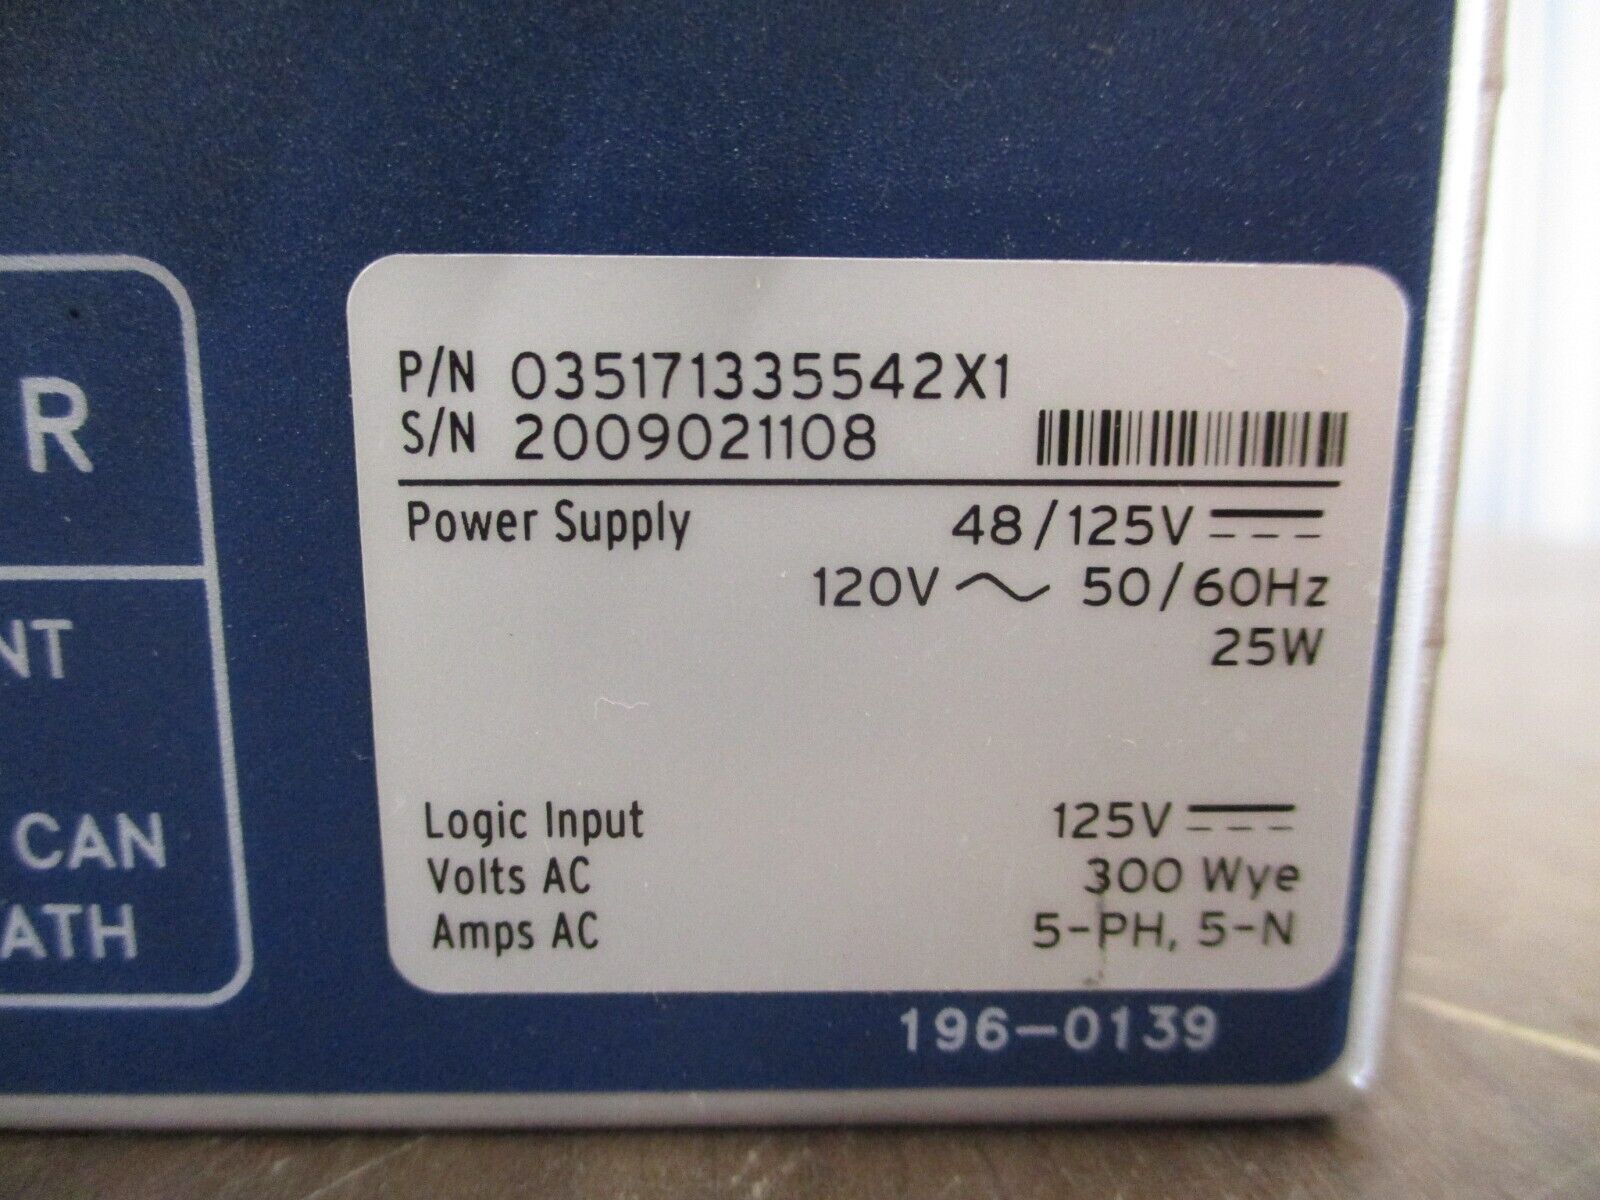 P/N 035171335542X1
S/N 2009021108
Power Supply 48/125V
120V 50/60Hz
25W
Logic Input 125V
Volts AC 300 Wye
Amps AC 5-PH, 5-N
196-0139
R
NT
CAN
ATH